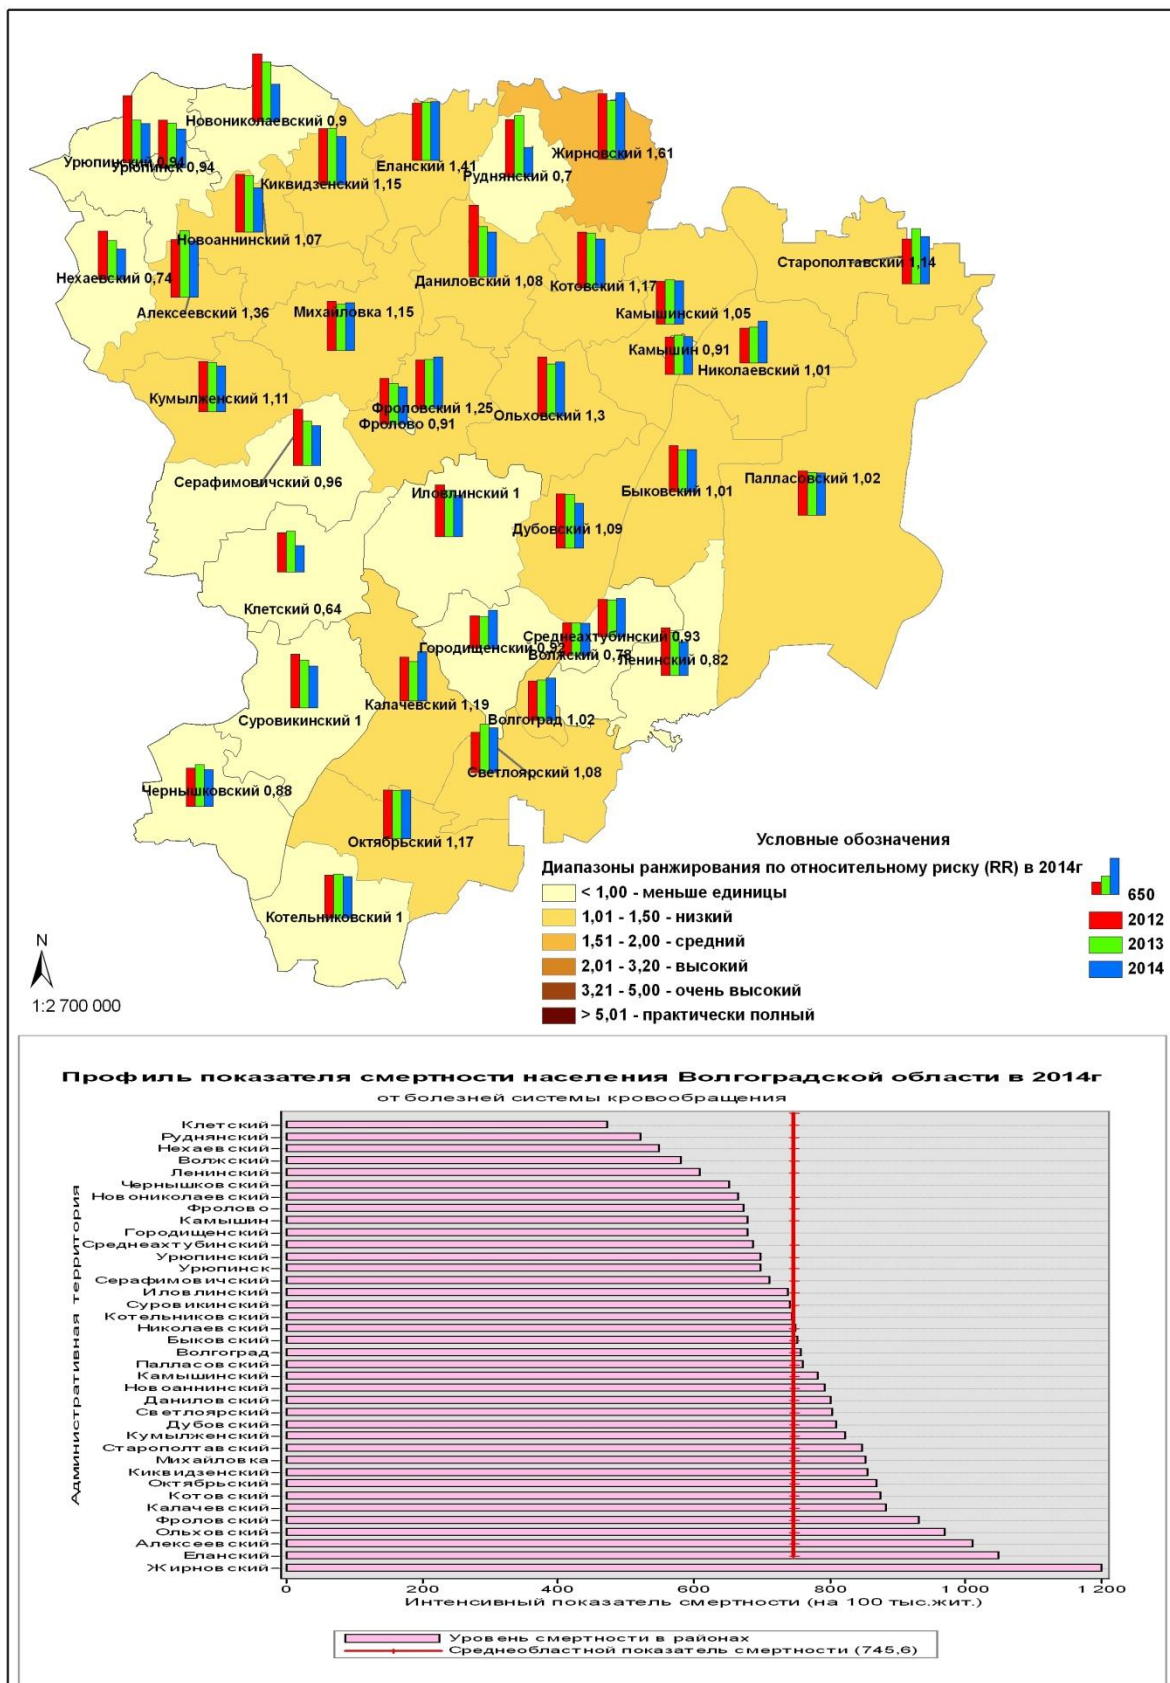 Новониколаевский 0,9
Урюпинский 0,94
Урюпинск 0,94
Киквидзенский 1,15
Еланский 1,41
Руднянский 0,7
Жирновский 1,61
Новоаннинский 1,07
Нехаевский 0,74
Алексеевский 1,36
Михайловка 1,15
Даниловский 1,08
Котовский 1,17
Старополтавский 1,14
Камышинский 1,05
Камышин 0,91
Николаевский 1,01
Кумылженский 1,11
Фроловский 1,25
Фролово 0,91
Ольховский 1,3
Серафимовичский 0,96
Иловлинский 1
Быковский 1,01
Палласовский 1,02
Дубовский 1,09
Клетский 0,64
Городищенский 0,92
Среднеахтубинский 0,93
Волжский 0,78
Ленинский 0,82
Суровикинский 1
Калачевский 1,19
Волгоград 1,02
Светлоярский 1,08
Чернышковский 0,88
Октябрьский 1,17
Котельниковский 1
Условные обозначения
Диапазоны ранжирования по относительному риску (RR) в 2014г
< 1,00 - меньше единицы
1,01 - 1,50 - низкий
1,51 - 2,00 - средний
2,01 - 3,20 - высокий
3,21 - 5,00 - очень высокий
> 5,01 - практически полный
650
2012
2013
2014
N
1:2 700 000
Профиль показателя смертности населения Волгоградской области в 2014г
от болезней системы кровообращения
Административная территория
Клетский
Руднянский
Нехаевский
Волжский
Ленинский
Чернышковский
Новониколаевский
Фролово
Камышин
Городищенский
Среднеахтубинский
Урюпинский
Урюпинск
Серафимовичский
Иловлинский
Суровикинский
Котельниковский
Николаевский
Быковский
Волгоград
Палласовский
Камышинский
Новоаннинский
Даниловский
Светлоярский
Дубовский
Кумылженский
Старополтавский
Михайловка
Киквидзенский
Октябрьский
Котовский
Калачевский
Фроловский
Ольховский
Алексеевский
Еланский
Жирновский
0 200 400 600 800 1 000 1 200
Интенсивный показатель смертности (на 100 тыс.жит.)
Уровень смертности в районах
Среднеобластной показатель смертности (745,6)